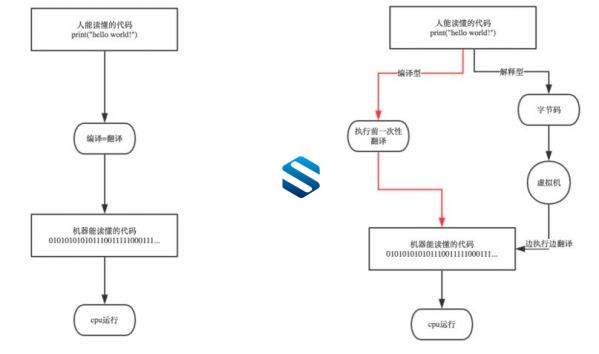 人能读懂的代码
print("hello world!")
编译=翻译
机器能读懂的代码
010101010101110011111000111...
cpu运行
人能读懂的代码
print("hello world!")
编译型
解释型
执行前一次性
翻译
字节码
虚拟机
边执行边翻译
机器能读懂的代码
010101010101110011111000111...
cpu运行